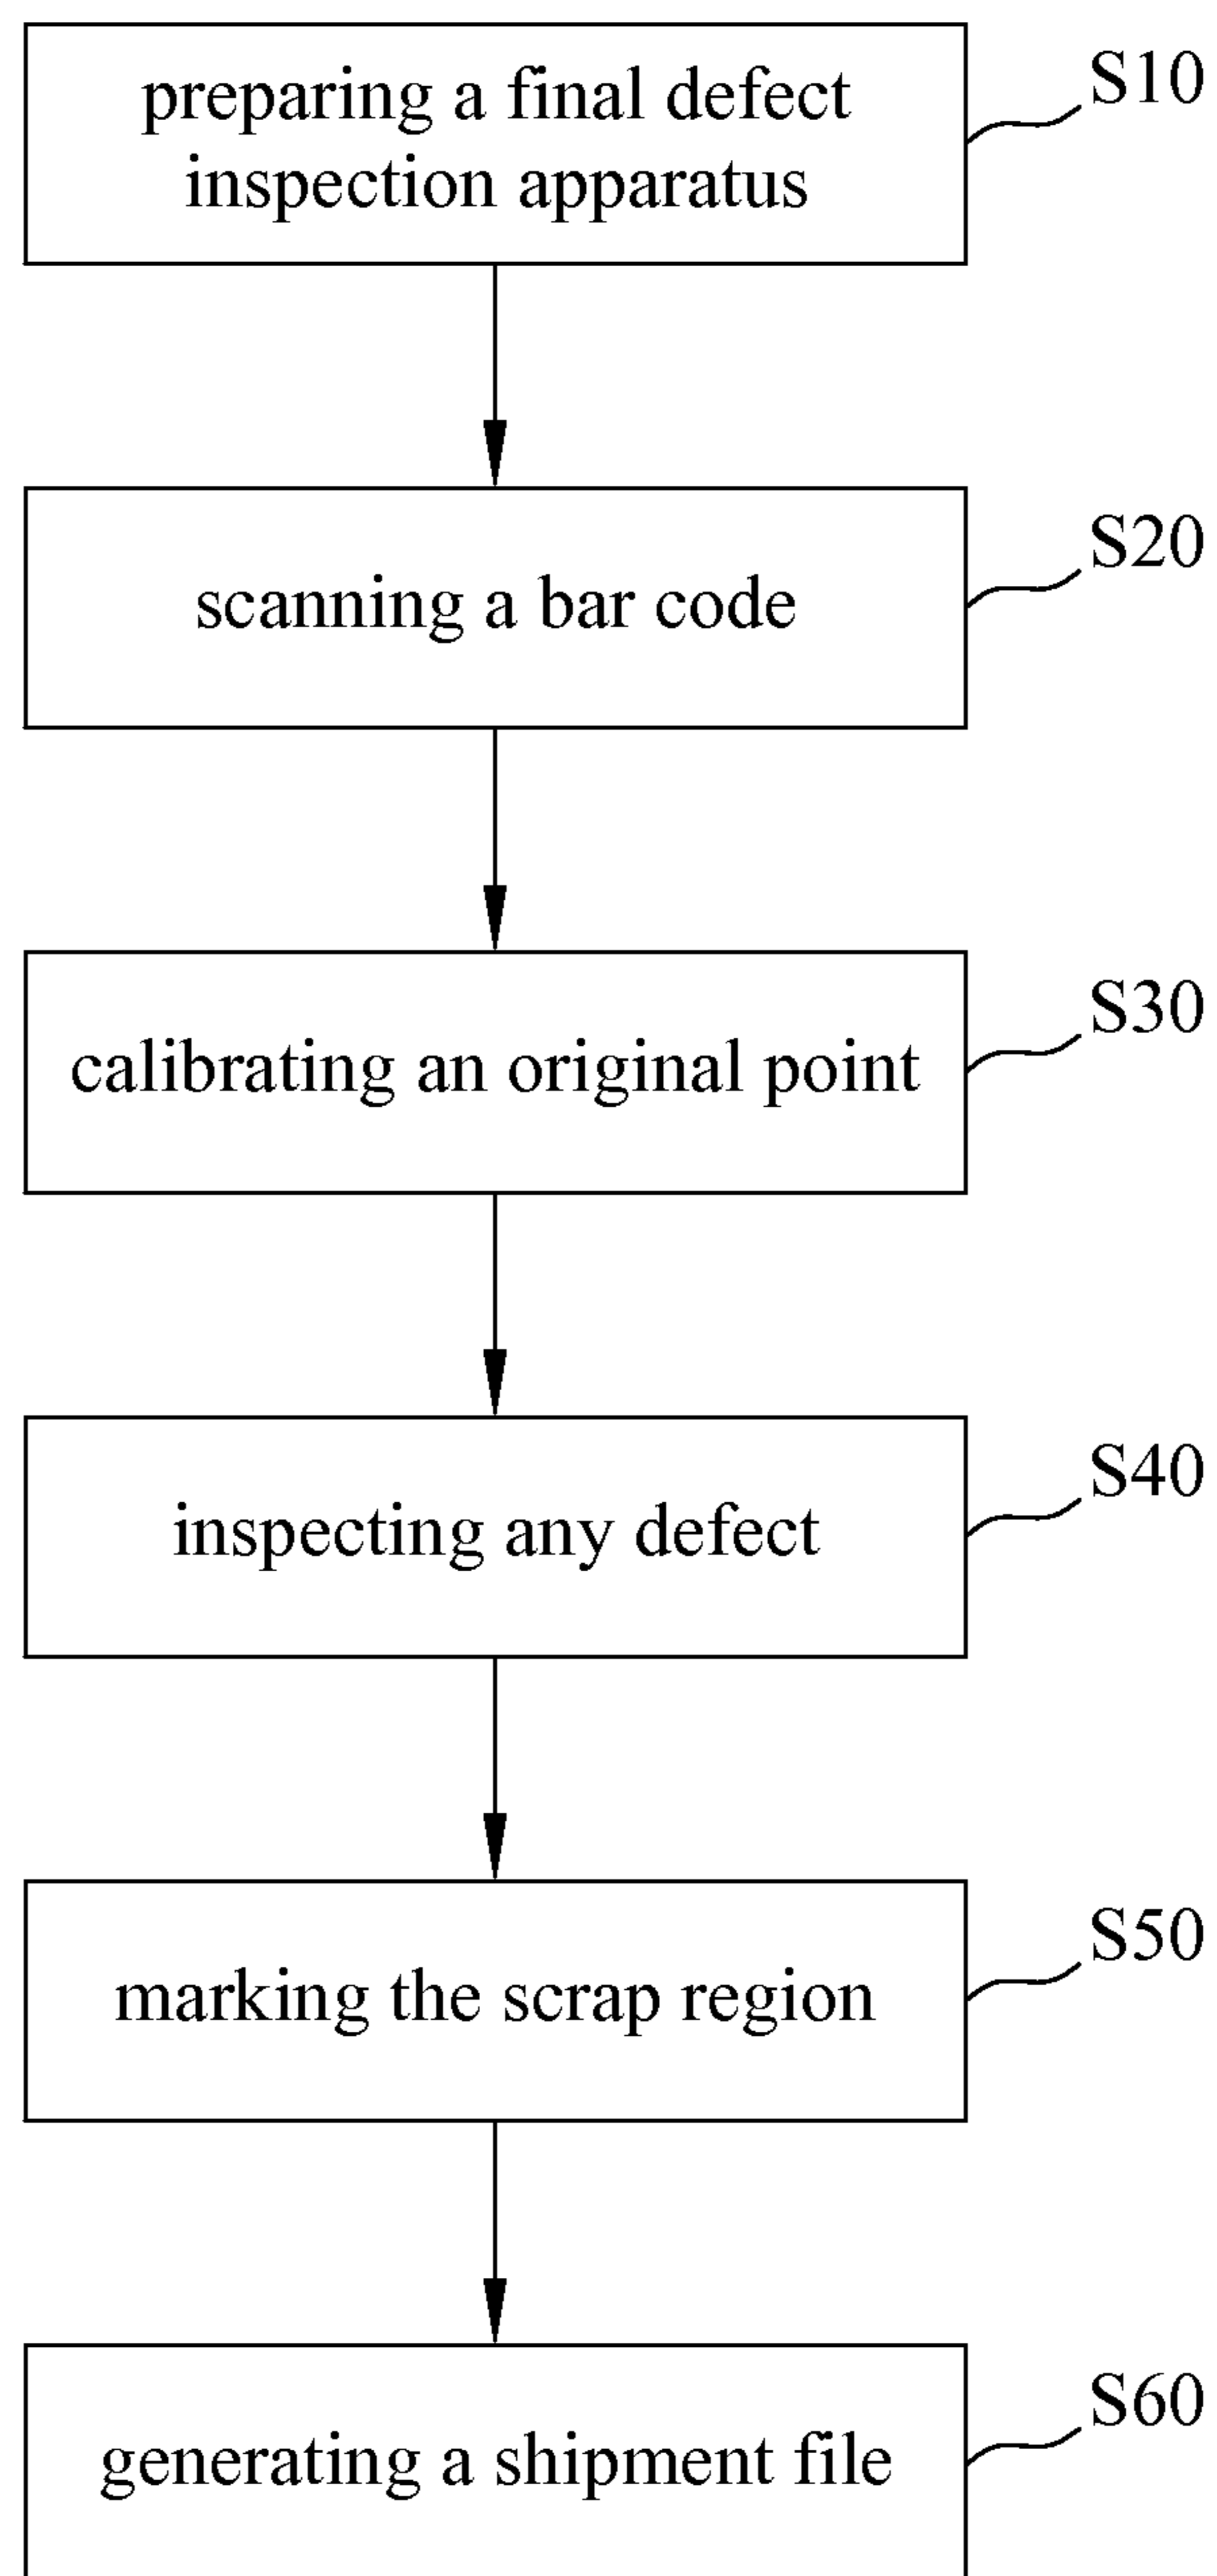 preparing a final defect
inspection apparatus
S10
scanning a bar code
S20
calibrating an original point
S30
inspecting any defect
S40
marking the scrap region
S50
generating a shipment file
S60